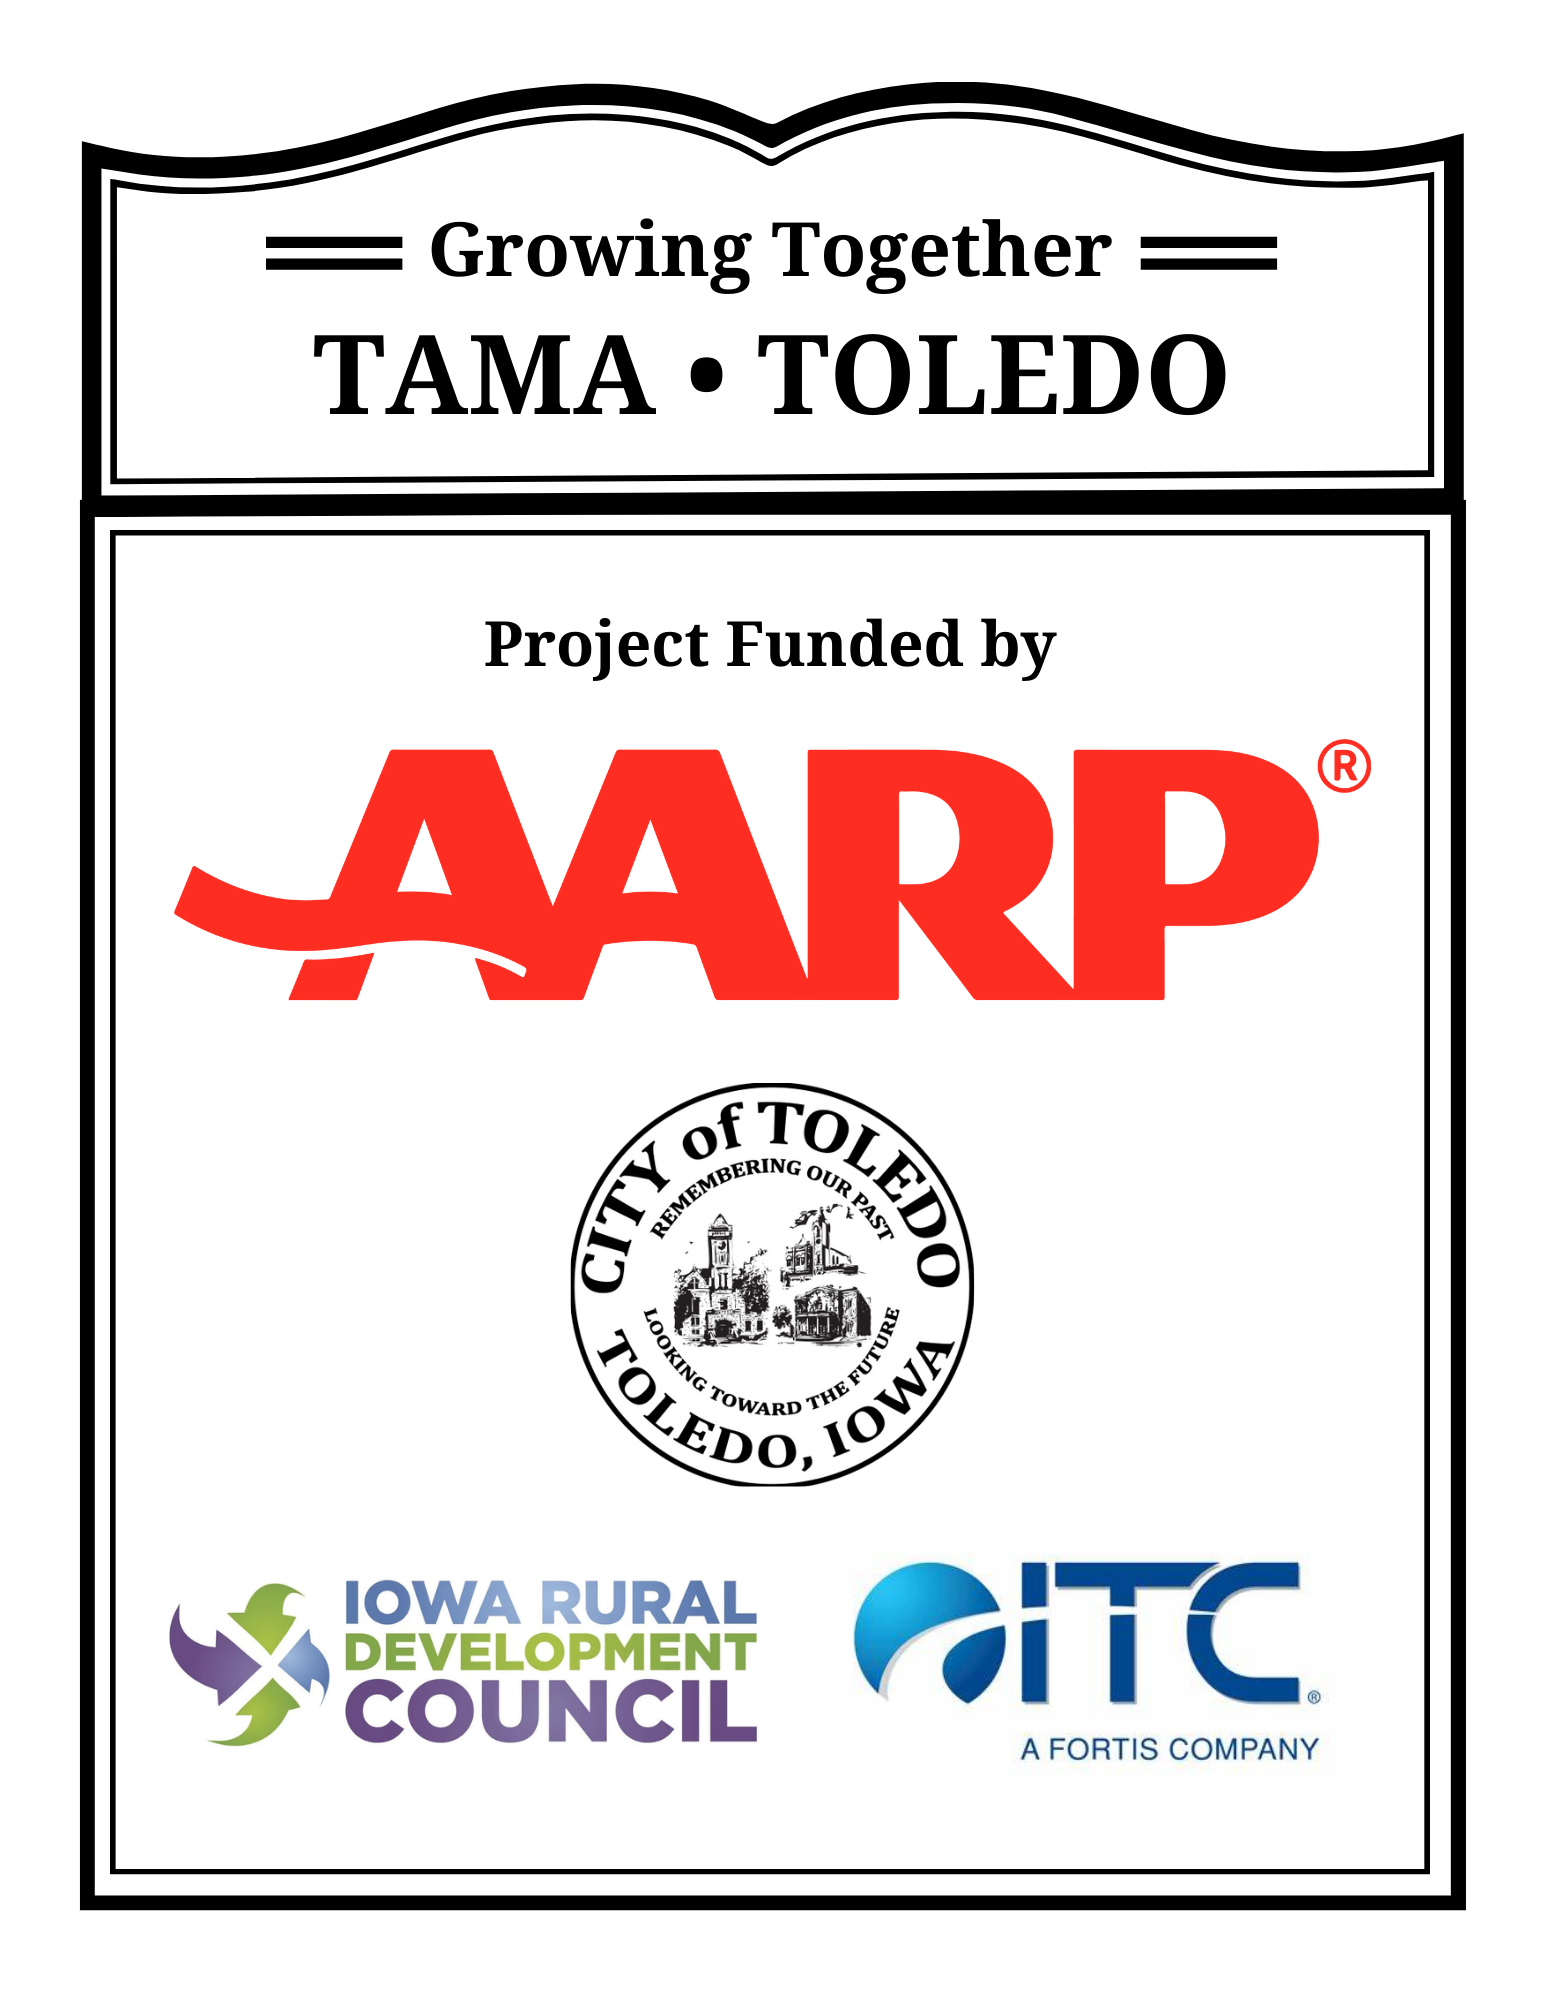 Growing Together
TAMA • TOLEDO
Project Funded by
AARP®
CITY of TOLEDO
REMEMBERING OUR PAST
LOOKING TOWARD THE FUTURE
TOLEDO, IOWA
IOWA RURAL
DEVELOPMENT
COUNCIL
ITC®
A FORTIS COMPANY